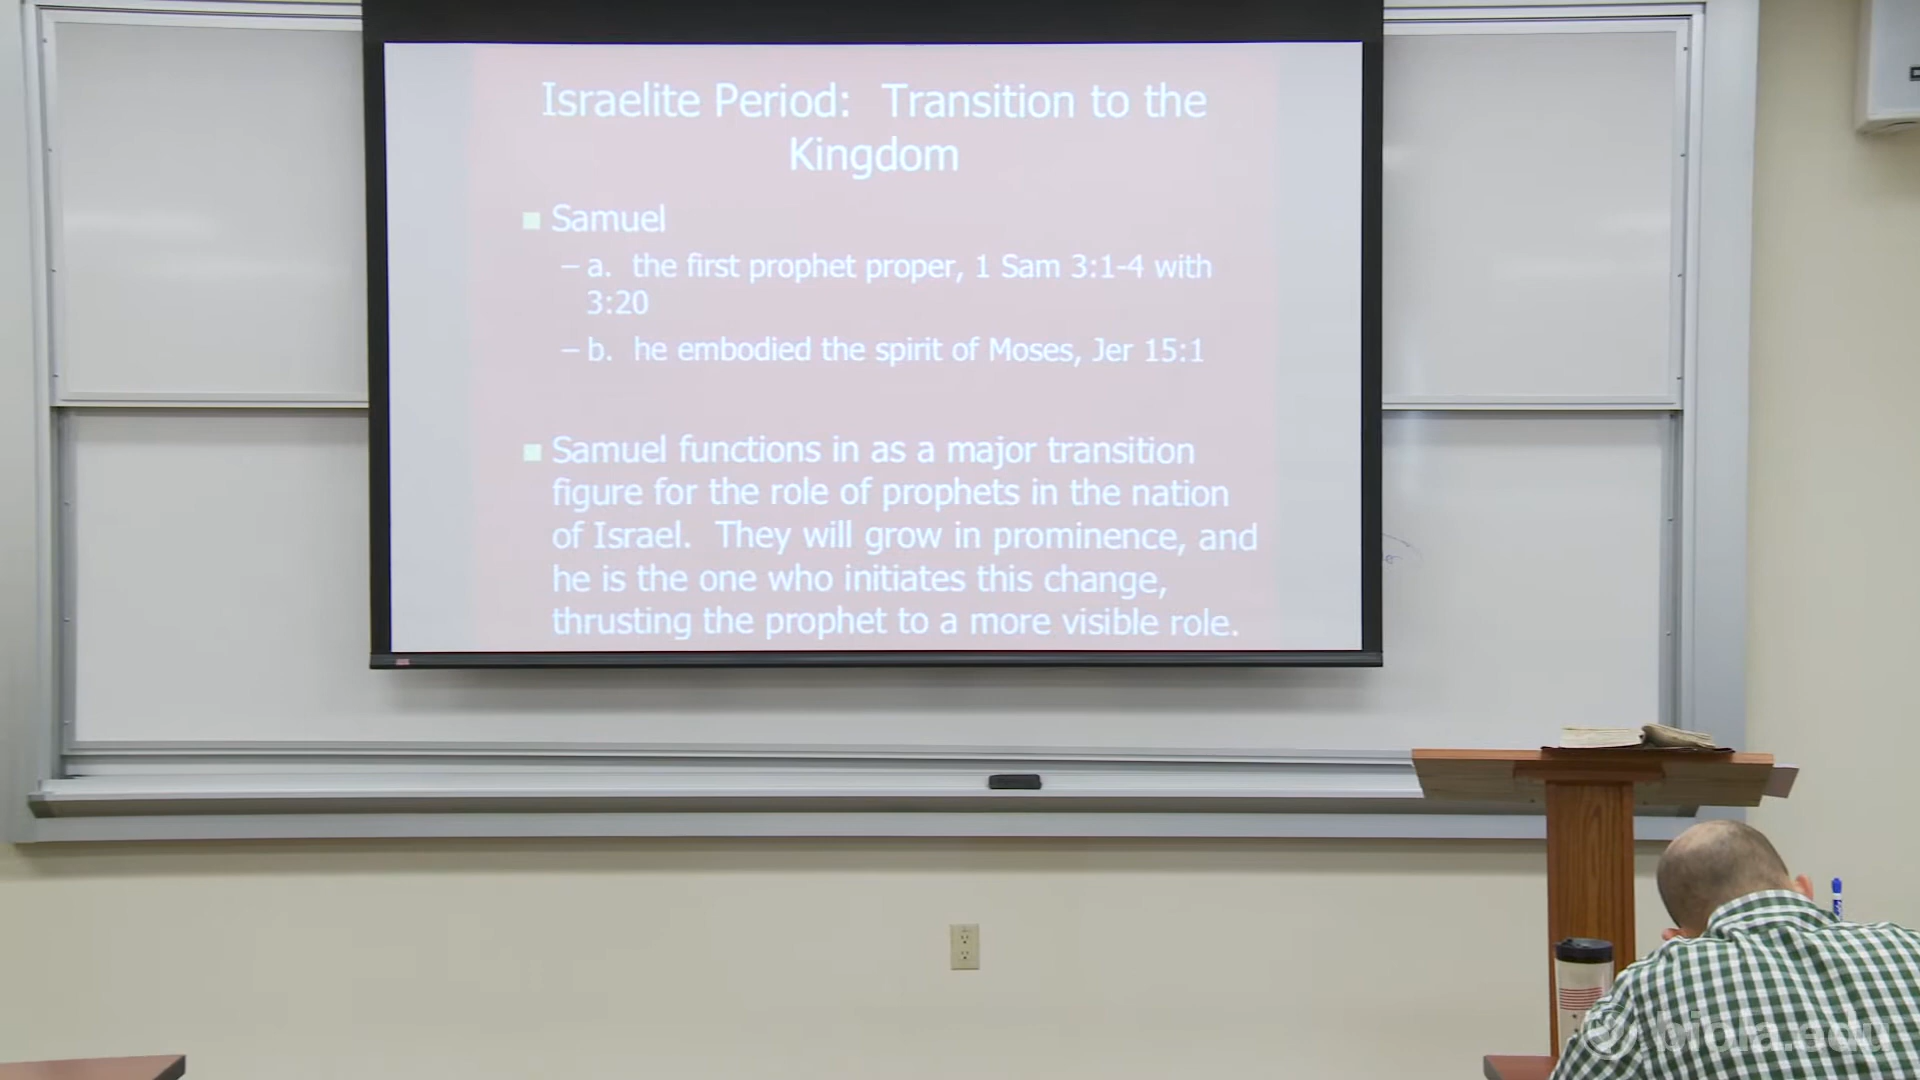 Israelite Period: Transition to the
Kingdom
Samuel
– a. the first prophet proper, 1 Sam 3:1-4 with
3:20
– b. he embodied the spirit of Moses, Jer 15:1
Samuel functions in as a major transition
figure for the role of prophets in the nation
of Israel. They will grow in prominence, and
he is the one who initiates this change,
thrusting the prophet to a more visible role.
biola.edu